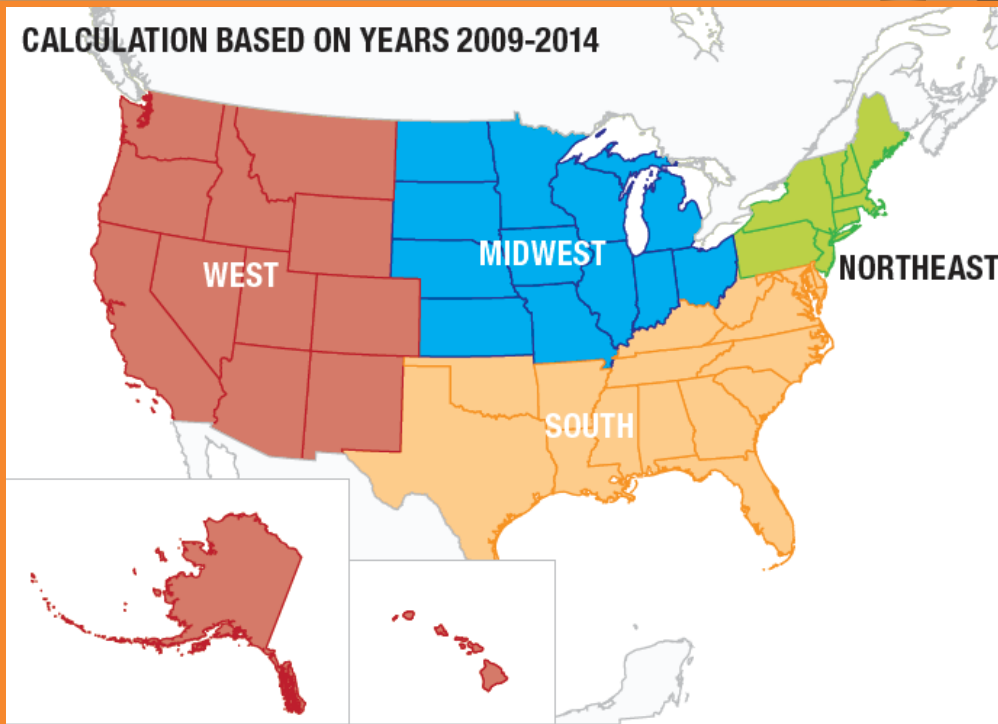 CALCULATION BASED ON YEARS 2009-2014
WEST
MIDWEST
NORTHEAST
SOUTH